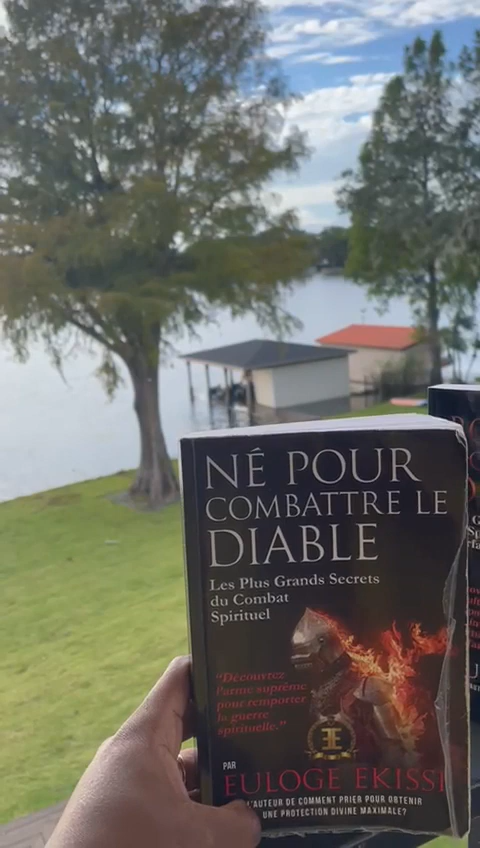 NÉ POUR
COMBATTRE LE
DIABLE
Les Plus Grands Secrets
du Combat
Spirituel
"Découvrez
l'arme suprême
pour remporter
la guerre
spirituelle."
PAR
EULOGE EKISSI
L'AUTEUR DE COMMENT PRIER POUR OBTENIR
UNE PROTECTION DIVINE MAXIMALE?